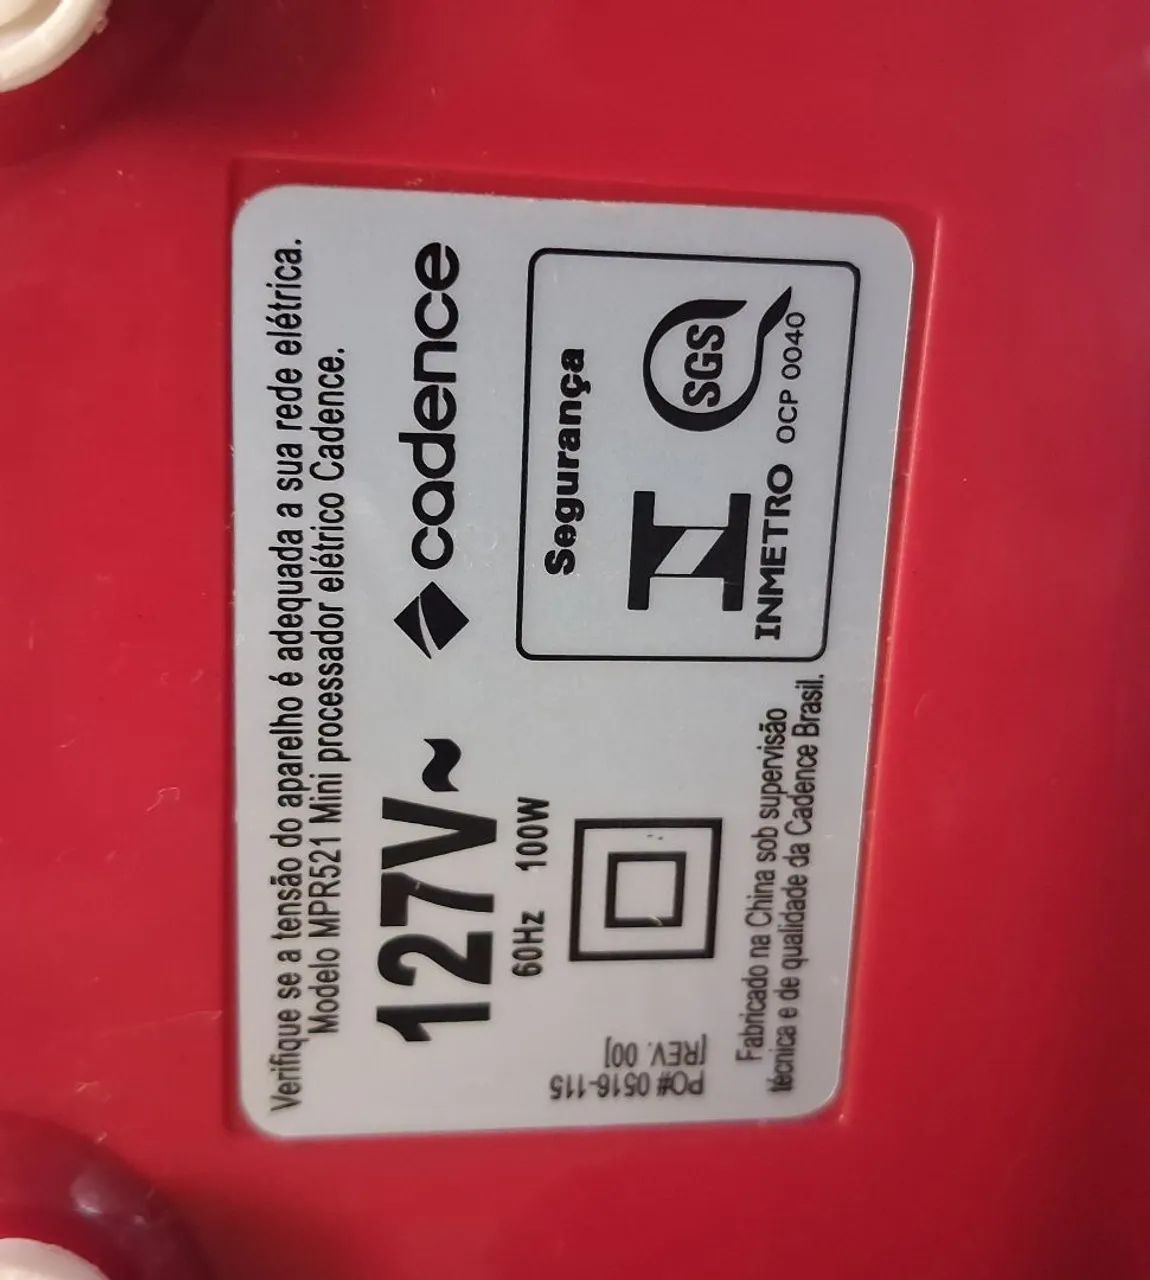 Verifique se a tensão do aparelho é adequada a sua rede elétrica.
Modelo MPR521 Mini processador elétrico Cadence.
127V~
cadence
60Hz 100W
Segurança
SGS
INMETRO OCP 0040
PO# 0516-115
[REV. 00]
Fabricado na China sob supervisão
técnica e de qualidade da Cadence Brasil.